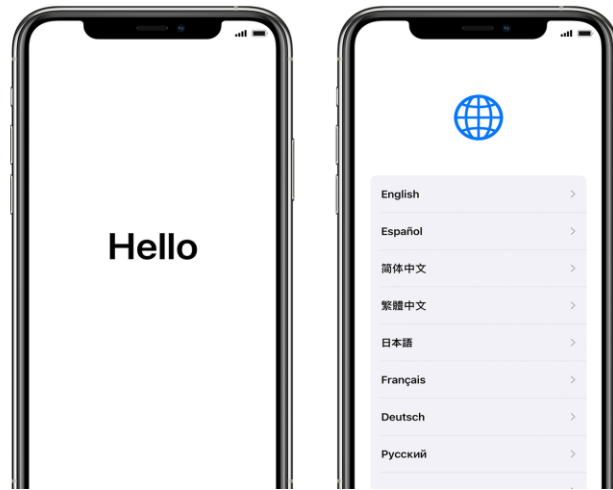 Hello
English
Español
简体中文
繁體中文
日本語
Français
Deutsch
Русский